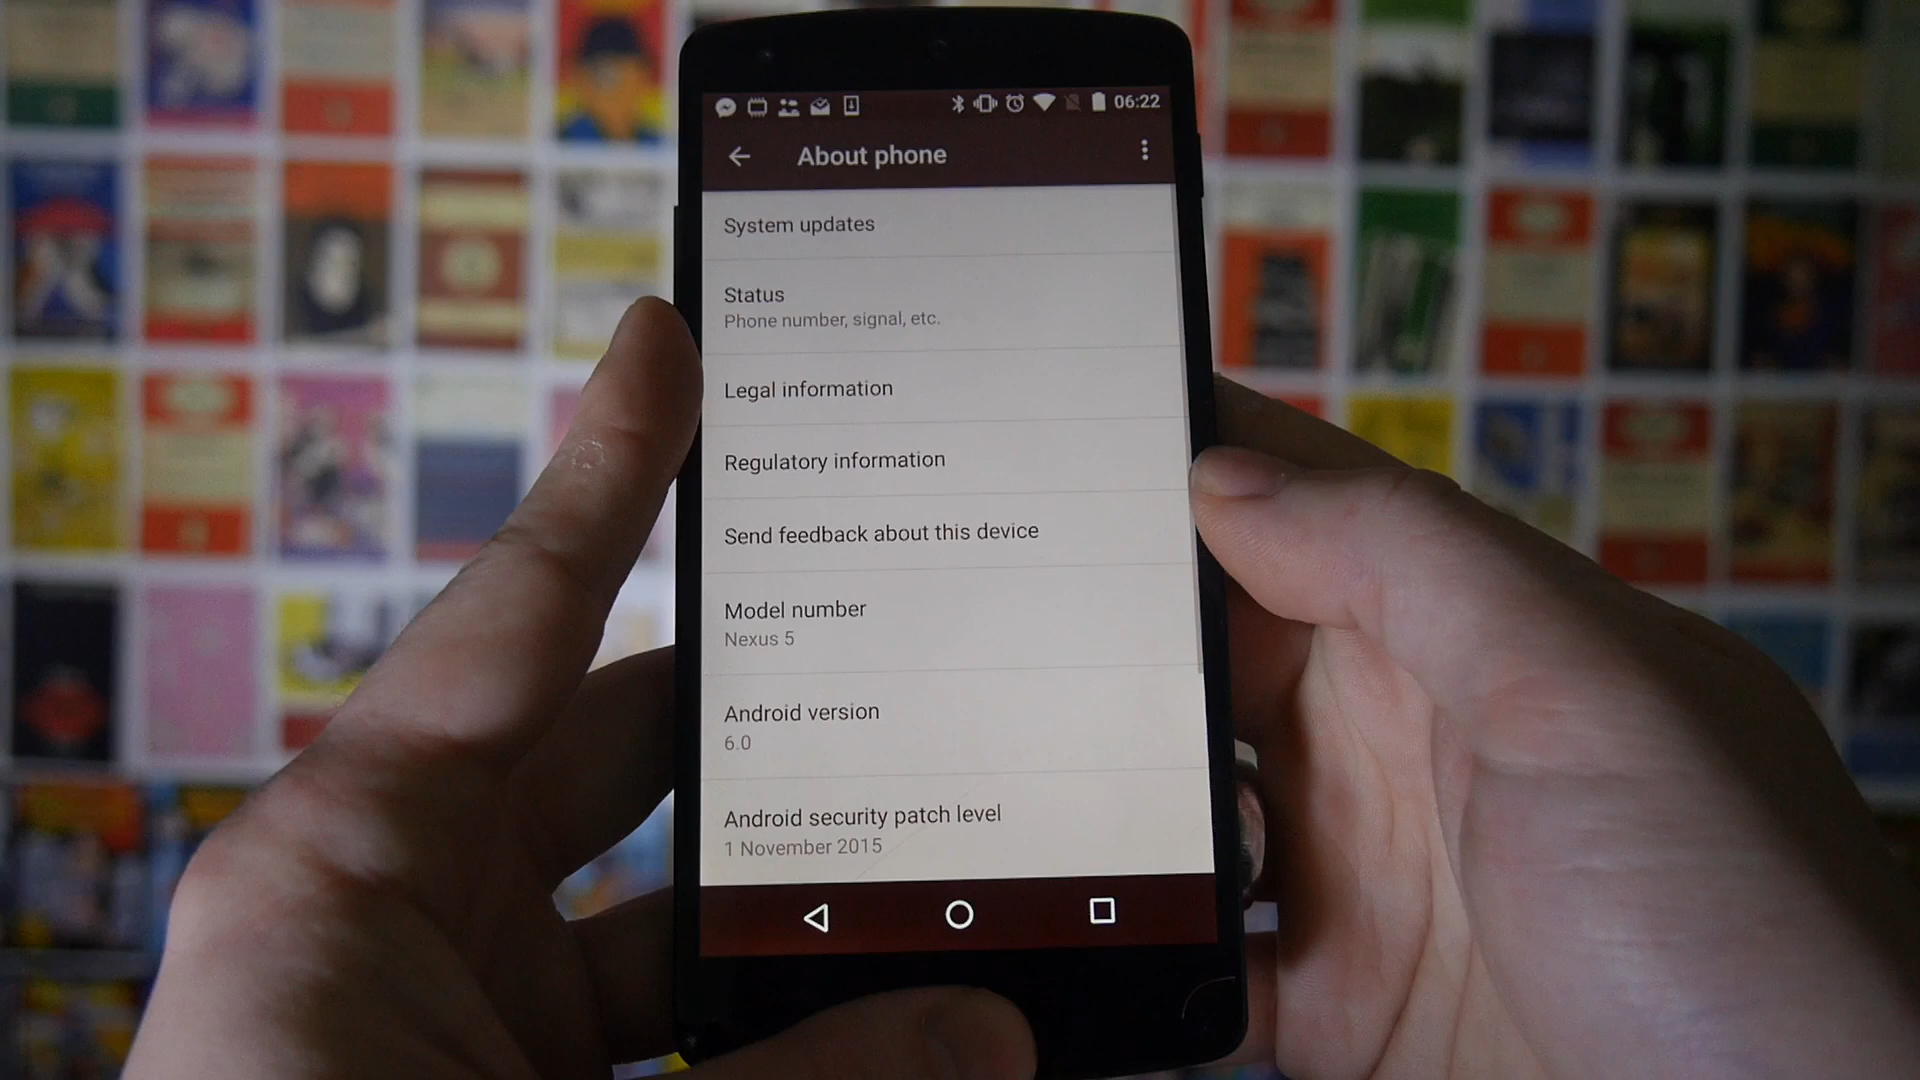 06:22
About phone
System updates
Status
Phone number, signal, etc.
Legal information
Regulatory information
Send feedback about this device
Model number
Nexus 5
Android version
6.0
Android security patch level
1 November 2015